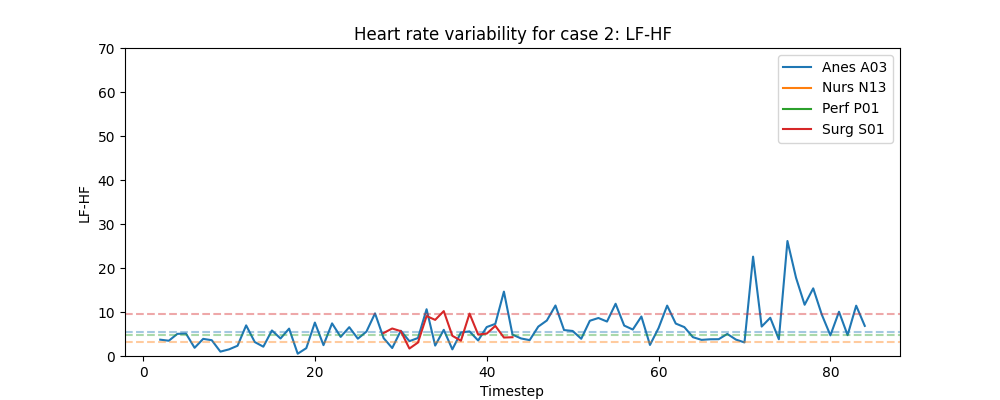 Heart rate variability for case 2: LF-HF
70
60
50
40
30
20
10
0
LF-HF
Anes A03
Nurs N13
Perf P01
Surg S01
0 20 40 60 80
Timestep